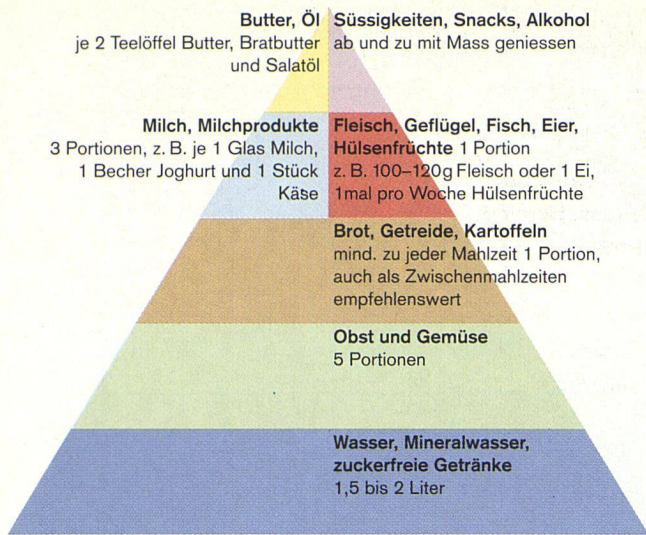 Butter, Öl
je 2 Teelöffel Butter, Bratbutter
und Salatöl
Süssigkeiten, Snacks, Alkohol
ab und zu mit Mass geniessen
Milch, Milchprodukte
3 Portionen, z. B. je 1 Glas Milch,
1 Becher Joghurt und 1 Stück
Käse
Fleisch, Geflügel, Fisch, Eier,
Hülsenfrüchte 1 Portion
z. B. 100–120g Fleisch oder 1 Ei,
1mal pro Woche Hülsenfrüchte
Brot, Getreide, Kartoffeln
mind. zu jeder Mahlzeit 1 Portion,
auch als Zwischenmahlzeiten
empfehlenswert
Obst und Gemüse
5 Portionen
Wasser, Mineralwasser,
zuckerfreie Getränke
1,5 bis 2 Liter